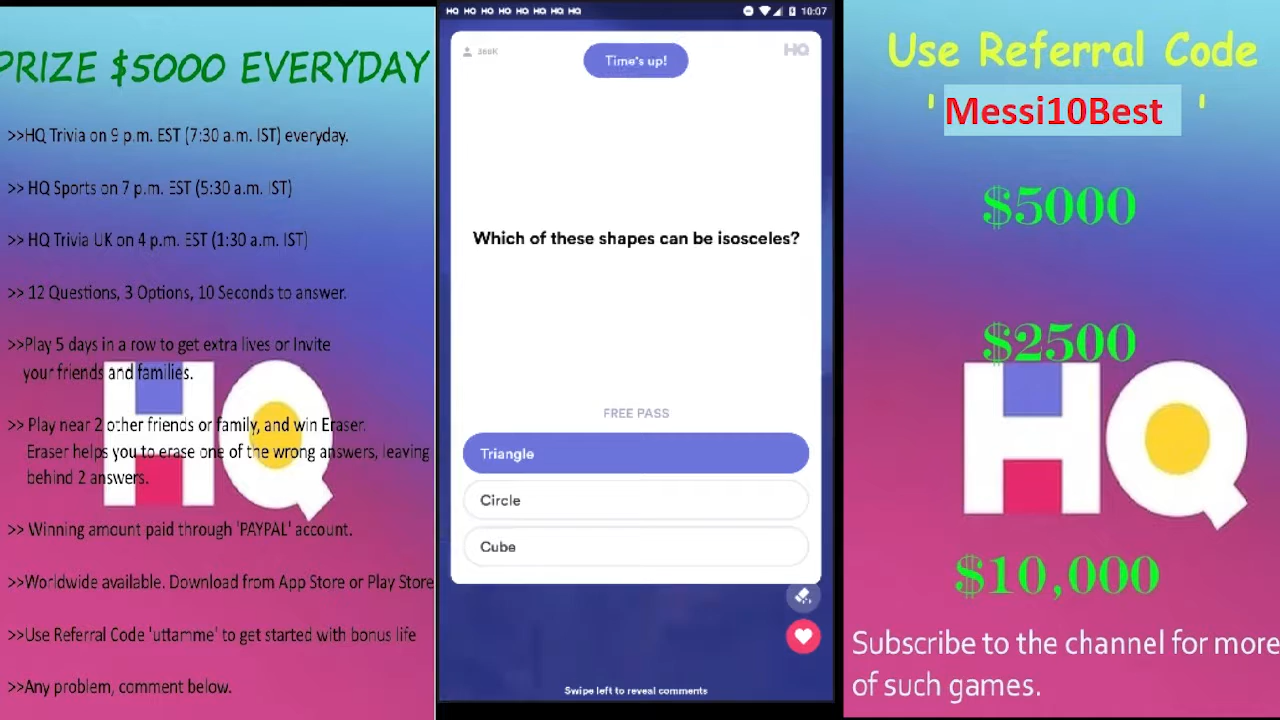 PRIZE $5000 EVERYDAY
>>HQ Trivia on 9 p.m. EST (7:30 a.m. IST) everyday.
>> HQ Sports on 7 p.m. EST (5:30 a.m. IST)
>> HQ Trivia UK on 4 p.m. EST (1:30 a.m. IST)
>> 12 Questions, 3 Options, 10 Seconds to answer.
>>Play 5 days in a row to get extra lives or Invite
your friends and families.
>> Play near 2 other friends or family, and win Eraser.
Eraser helps you to erase one of the wrong answers, leaving
behind 2 answers.
>> Winning amount paid through 'PAYPAL' account.
>>Worldwide available. Download from App Store or Play Store
>>Use Referral Code 'uttamme' to get started with bonus life
>>Any problem, comment below.
HQ
HQ HQ HQ HQ HQ HQ HQ HQ 10:07
Time's up!
HQ
Which of these shapes can be isosceles?
FREE PASS
Triangle
Circle
Cube
Swipe left to reveal comments
Use Referral Code
' Messi10Best '
$5000
$2500
HQ
$10,000
Subscribe to the channel for more
of such games.